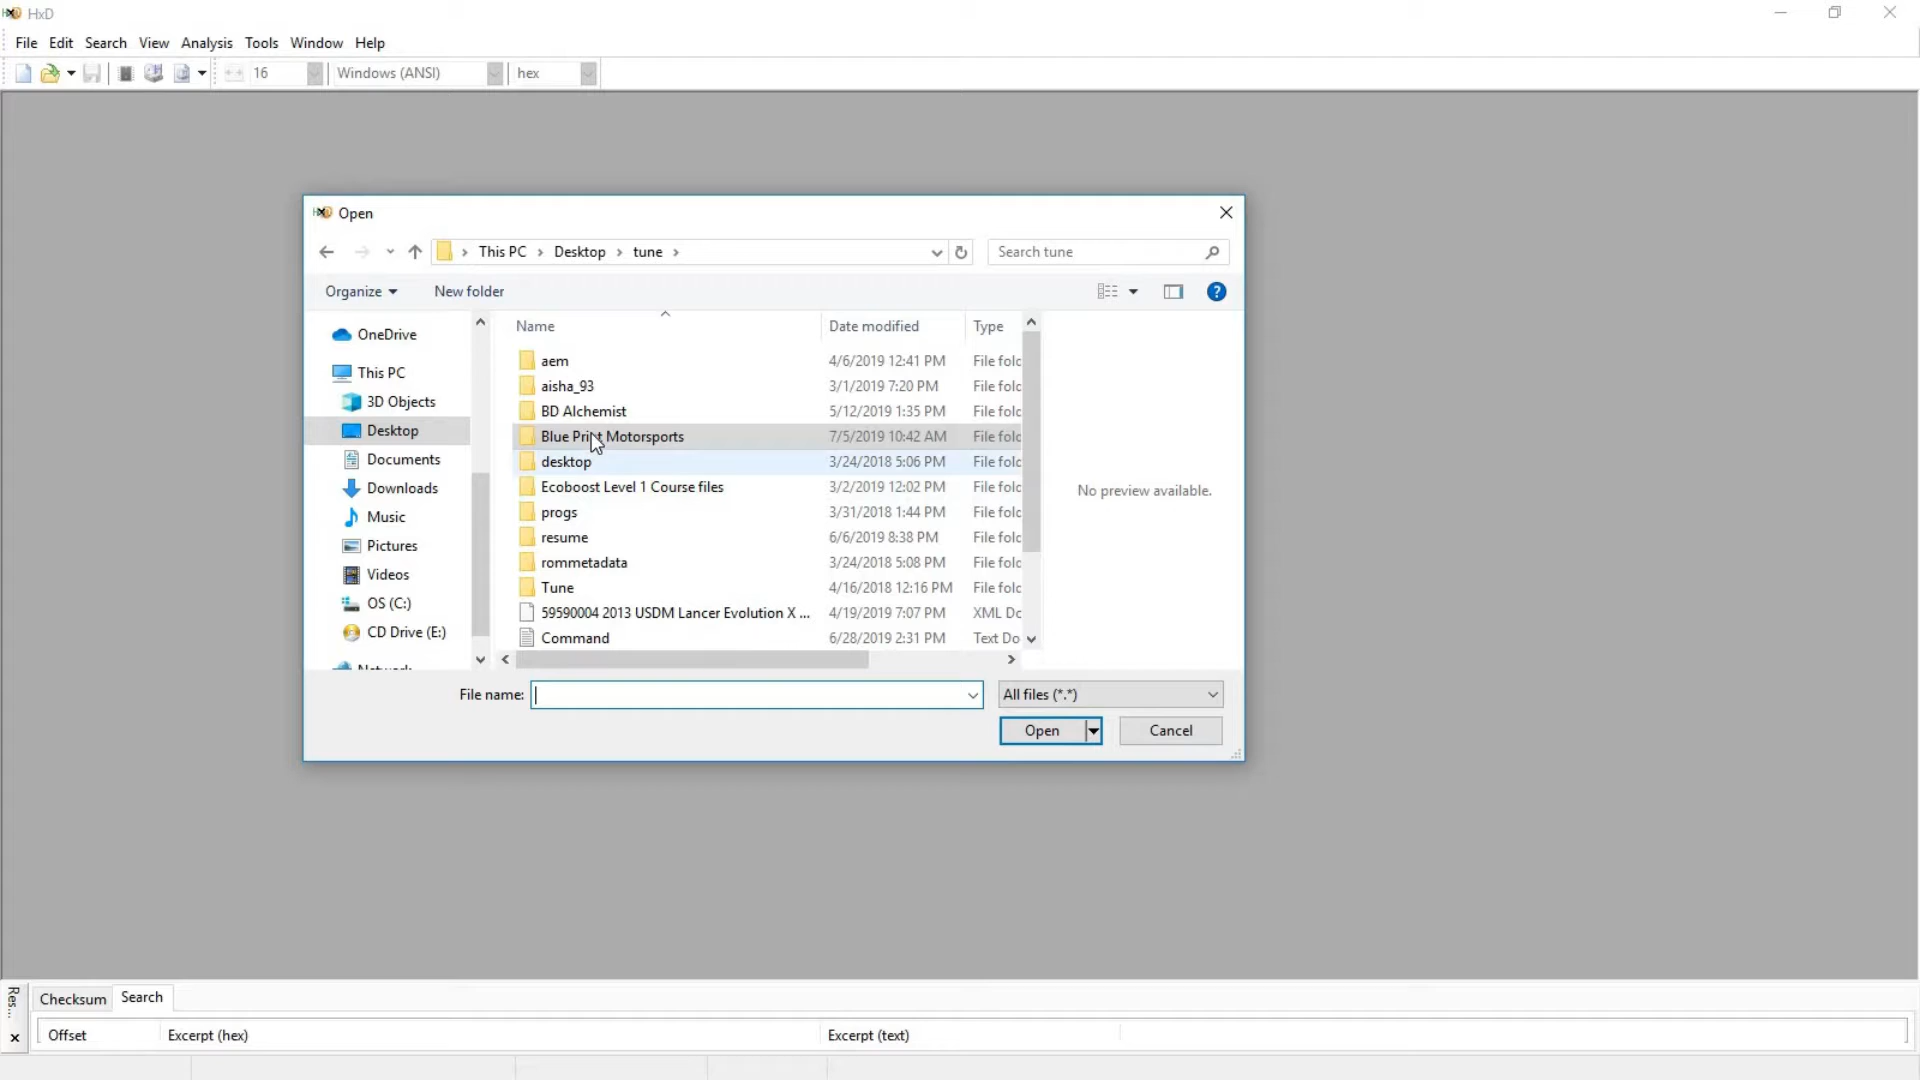 HxD
File Edit Search View Analysis Tools Window Help
16 Windows (ANSI) hex
Open
This PC > Desktop > tune > Search tune
Organize New folder
Name Date modified Type
OneDrive
This PC
3D Objects
Desktop
Documents
Downloads
Music
Pictures
Videos
OS (C:)
CD Drive (E:)
Network
aem 4/6/2019 12:41 PM File folc
aisha_93 3/1/2019 7:20 PM File folc
BD Alchemist 5/12/2019 1:35 PM File folc
Blue Print Motorsports 7/5/2019 10:42 AM File folc
desktop 3/24/2018 5:06 PM File folc
Ecoboost Level 1 Course files 3/2/2019 12:02 PM File folc
progs 3/31/2018 1:44 PM File folc
resume 6/6/2019 8:38 PM File folc
rommetadata 3/24/2018 5:08 PM File folc
Tune 4/16/2018 12:16 PM File folc
59590004 2013 USDM Lancer Evolution X ... 4/19/2019 7:07 PM XML Dc
Command 6/28/2019 2:31 PM Text Do
No preview available.
File name: All files (*.*)
Open Cancel
Res...
Checksum Search
Offset Excerpt (hex) Excerpt (text)